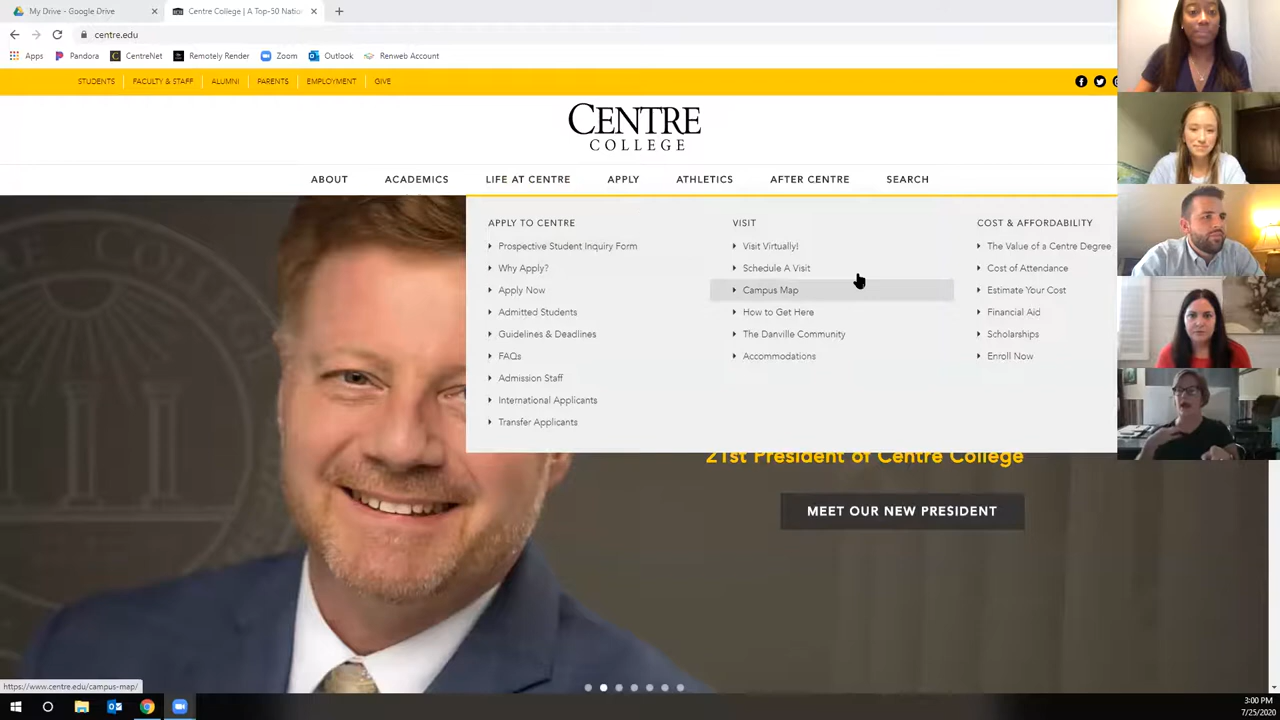 My Drive - Google Drive
Centre College | A Top-50 Natio
centre.edu
Apps Pandora CentreNet Remotely Render Zoom Outlook Renweb Account
STUDENTS FACULTY & STAFF ALUMNI PARENTS EMPLOYMENT GIVE
CENTRE
COLLEGE
ABOUT ACADEMICS LIFE AT CENTRE APPLY ATHLETICS AFTER CENTRE SEARCH
APPLY TO CENTRE
Prospective Student Inquiry Form
Why Apply?
Apply Now
Admitted Students
Guidelines & Deadlines
FAQs
Admission Staff
International Applicants
Transfer Applicants
VISIT
Visit Virtually!
Schedule A Visit
Campus Map
How to Get Here
The Danville Community
Accommodations
COST & AFFORDABILITY
The Value of a Centre Degree
Cost of Attendance
Estimate Your Cost
Financial Aid
Scholarships
Enroll Now
21st President of Centre College
MEET OUR NEW PRESIDENT
https://www.centre.edu/campus-map/
3:00 PM
7/25/2020